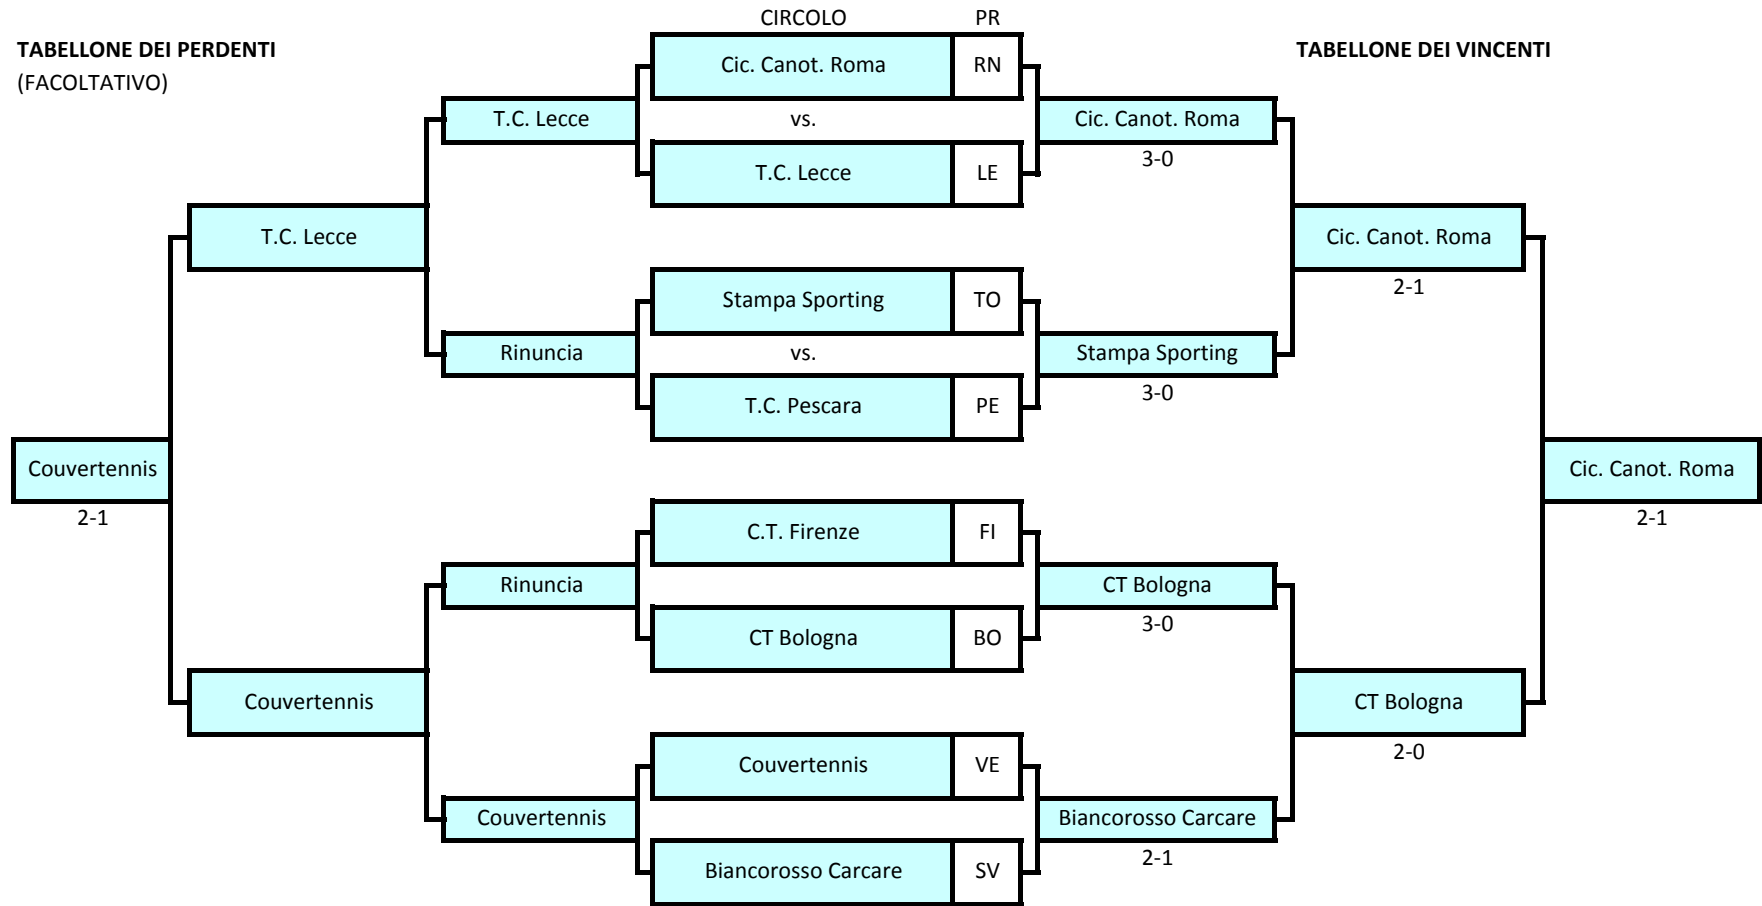 CIRCOLO PR
TABELLONE DEI PERDENTI
TABELLONE DEI VINCENTI
(FACOLTATIVO)
Cic. Canot. Roma RN
T.C. Lecce vs. Cic. Canot. Roma
3-0
T.C. Lecce LE
T.C. Lecce
Cic. Canot. Roma
2-1
Stampa Sporting TO
Rinuncia vs. Stampa Sporting
3-0
T.C. Pescara PE
Couvertennis
2-1
Cic. Canot. Roma
2-1
C.T. Firenze FI
Rinuncia CT Bologna
3-0
CT Bologna BO
Couvertennis
CT Bologna
2-0
Couvertennis VE
Couvertennis Biancorosso Carcare
2-1
Biancorosso Carcare SV